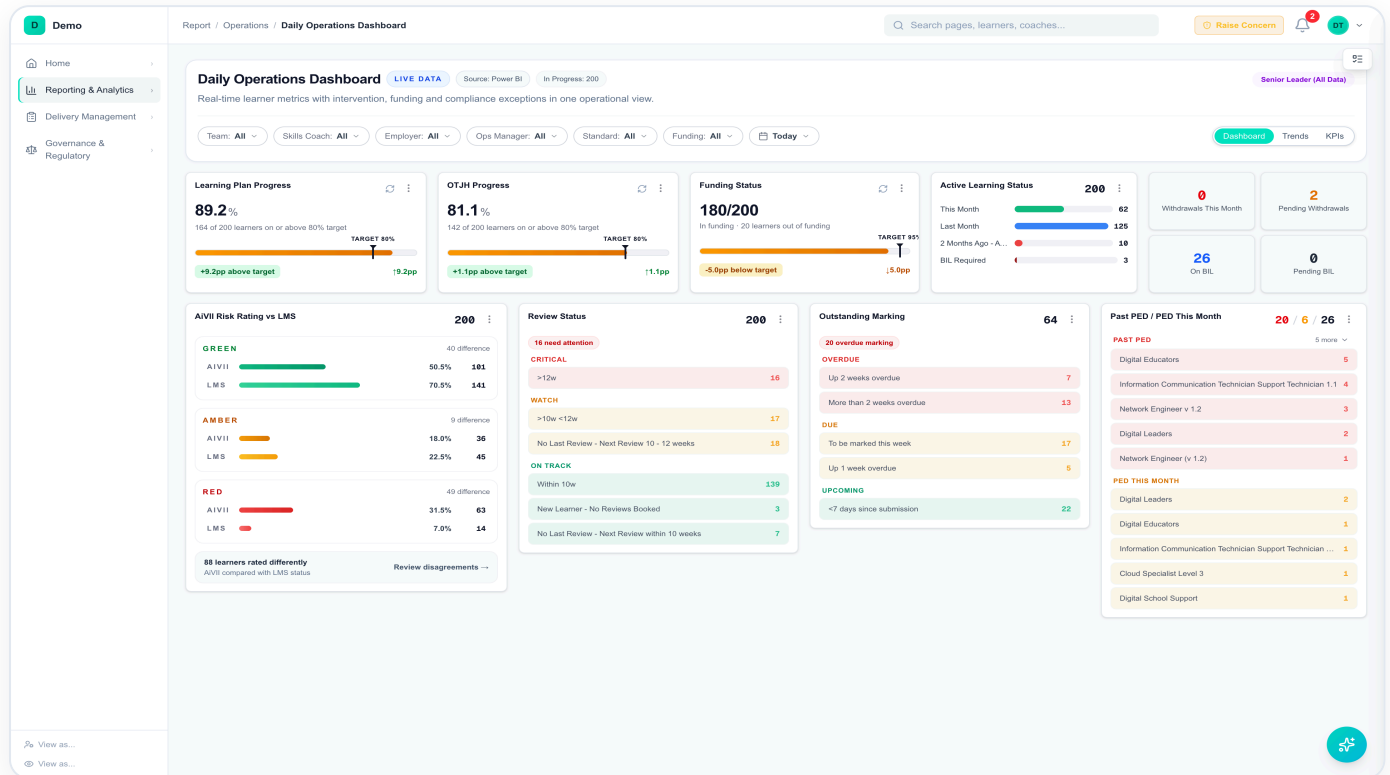 D Demo
Report / Operations / Daily Operations Dashboard
Search pages, learners, coaches...
Raise Concern
2
DT
Home
Reporting & Analytics
Delivery Management
Governance &
Regulatory
View as...
View as...
Daily Operations Dashboard LIVE DATA Source: Power BI In Progress: 200
Senior Leader (All Data)
Real-time learner metrics with intervention, funding and compliance exceptions in one operational view.
Team: All Skills Coach: All Employer: All Ops Manager: All Standard: All Funding: All Today
Dashboard Trends KPIs
Learning Plan Progress
89.2%
164 of 200 learners on or above 80% target
TARGET 80%
+9.2pp above target ↑9.2pp
OTJH Progress
81.1%
142 of 200 learners on or above 80% target
TARGET 80%
+1.1pp above target ↑1.1pp
Funding Status
180/200
In funding · 20 learners out of funding
TARGET 95%
-5.0pp below target ↓5.0pp
Active Learning Status 200
This Month 62
Last Month 125
2 Months Ago - A... 10
BIL Required 3
0
Withdrawals This Month
2
Pending Withdrawals
26
On BIL
0
Pending BIL
AiVII Risk Rating vs LMS 200
GREEN 40 difference
AIVII 50.5% 101
LMS 70.5% 141
AMBER 9 difference
AIVII 18.0% 36
LMS 22.5% 45
RED 49 difference
AIVII 31.5% 63
LMS 7.0% 14
88 learners rated differently
AiVII compared with LMS status
Review disagreements →
Review Status 200
16 need attention
CRITICAL
>12w 16
WATCH
>10w <12w 17
No Last Review - Next Review 10 - 12 weeks 18
ON TRACK
Within 10w 139
New Learner - No Reviews Booked 3
No Last Review - Next Review within 10 weeks 7
Outstanding Marking 64
20 overdue marking
OVERDUE
Up 2 weeks overdue 7
More than 2 weeks overdue 13
DUE
To be marked this week 17
Up 1 week overdue 5
UPCOMING
<7 days since submission 22
Past PED / PED This Month 20 / 6 / 26
PAST PED 5 more
Digital Educators 5
Information Communication Technician Support Technician 1.1 4
Network Engineer v 1.2 3
Digital Leaders 2
Network Engineer (v 1.2) 1
PED THIS MONTH
Digital Leaders 2
Digital Educators 1
Information Communication Technician Support Technician ... 1
Cloud Specialist Level 3 1
Digital School Support 1